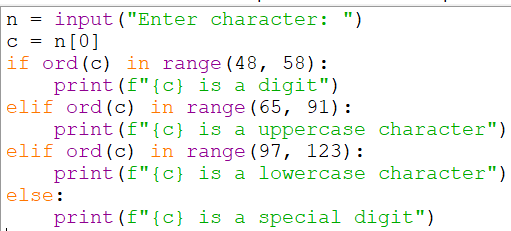 n = input("Enter character: ")
c = n[0]
if ord(c) in range(48, 58):
    print(f"{c} is a digit")
elif ord(c) in range(65, 91):
    print(f"{c} is a uppercase character")
elif ord(c) in range(97, 123):
    print(f"{c} is a lowercase character")
else:
    print(f"{c} is a special digit")